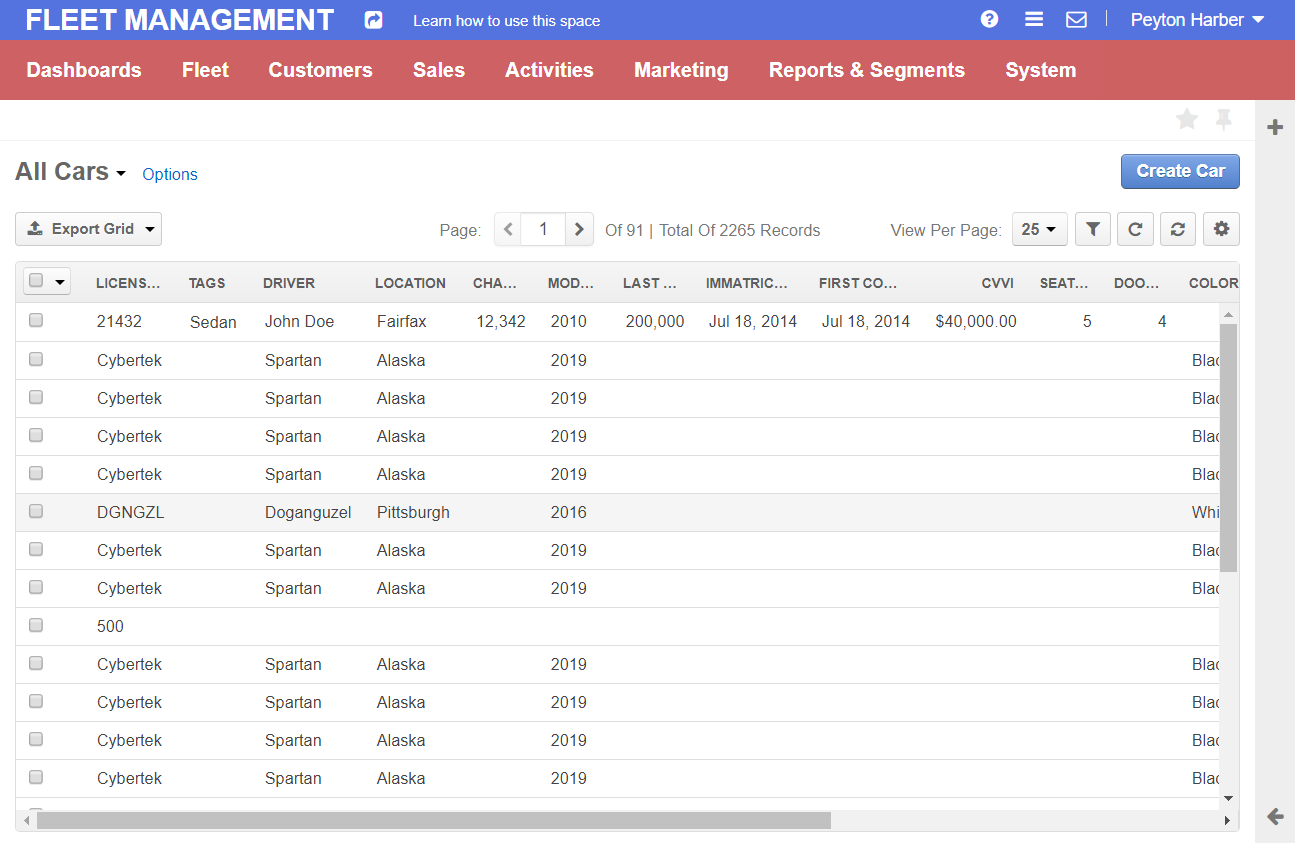 FLEET MANAGEMENT Learn how to use this space Peyton Harber
Dashboards Fleet Customers Sales Activities Marketing Reports & Segments System
All Cars Options Create Car
Export Grid Page: 1 Of 91 | Total Of 2265 Records View Per Page: 25
LICENS... TAGS DRIVER LOCATION CHA... MOD... LAST ... IMMATRIC... FIRST CO... CVVI SEAT... DOO... COLOR
21432 Sedan John Doe Fairfax 12,342 2010 200,000 Jul 18, 2014 Jul 18, 2014 $40,000.00 5 4
Cybertek Spartan Alaska 2019 Blac
Cybertek Spartan Alaska 2019 Blac
Cybertek Spartan Alaska 2019 Blac
Cybertek Spartan Alaska 2019 Blac
DGNGZL Doganguzel Pittsburgh 2016 Whi
Cybertek Spartan Alaska 2019 Blac
Cybertek Spartan Alaska 2019 Blac
500
Cybertek Spartan Alaska 2019 Blac
Cybertek Spartan Alaska 2019 Blac
Cybertek Spartan Alaska 2019 Blac
Cybertek Spartan Alaska 2019 Blac